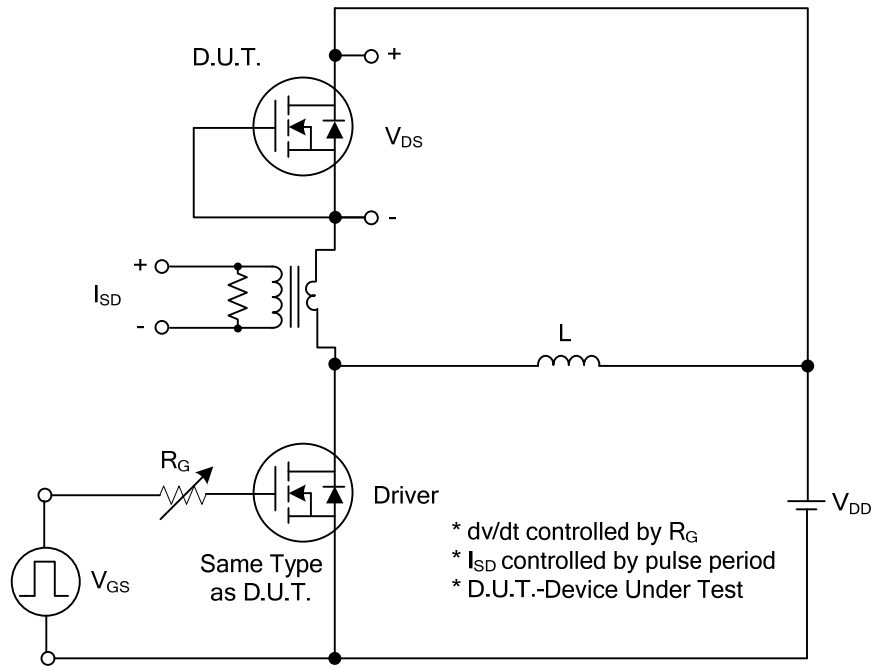 D.U.T.
+
VDS
-
+
ISD
-
L
RG
Driver
VDD
* dv/dt controlled by RG
* ISD controlled by pulse period
* D.U.T.-Device Under Test
Same Type
as D.U.T.
VGS